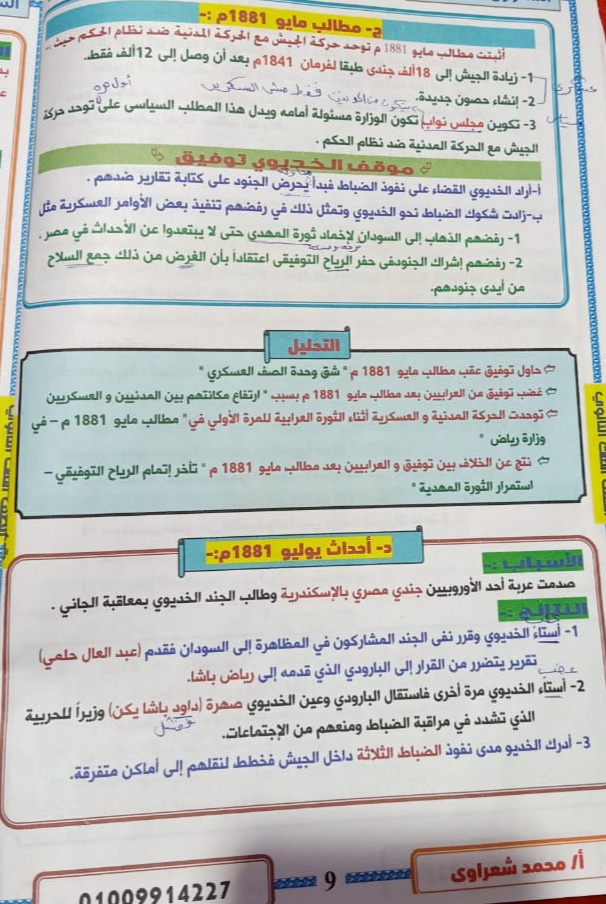 ج- مطالب مايو 1881م :-
أثبتت مطالب مايو 1881 م توحد حركة الجيش مع الحركة المدنية ضد نظام الحكم حيث :-
1- زيادة الجيش إلى 18ألف جندى طبقا لفرمان 1841م بعد أن وصل إلى 12ألف فقط.
2- إنشاء حصون جديدة.
3- تكوين مجلس نواب تكون الوزارة مسئولة أمامه ويدل هذا المطلب السياسى على توحد حركة
الجيش مع الحركة المدنية ضد نظام الحكم .
موقف الخديوي توفيق
أ-أراد الخديوي القضاء على نفوذ الضباط فبدأ يحرض الجنود على كتابة تقارير ضدهم .
ب-زادت شكوك الضباط نحو الخديوي وتمثل ذلك في رفضهم تنفيذ بعض الأوامر العسكرية مثل
1- رفضهم الذهاب إلى السودان لإخماد ثورة المهدى حتى لا يبتعدوا عن الأحداث في مصر .
2- رفضهم إشراك الجنودفى حفر الرياح التوفيقى اعتقاداً بأن الغرض من ذلك جمع السلاح
من أيدى جنودهم.
التحليل
حاول توفيق عقب مطالب مايو 1881 م " شق وحدة الصف العسكري "
غضب توفيق من العرابيين بعد مطالب مايو 1881 م بسبب " ارتفاع مكانتهم بين المدنيين و العسكريين
توحدت الحركة المدنية و العسكرية أثناء الثورة العرابية للمرة الأولي في" مطالب مايو 1881 م – في
وزارة رياض "
نتج عن الخلاف بين توفيق و العرابيين بعد مطالب مايو 1881 م " تأخر إتمام الرياح التوفيقي –
استمرار الثورة المهدية "
د- أحداث يوليو 1881م:-
الأسباب :-
صدمت عربة أحد الأوروبيين جندي مصري بالإسكندرية وطالب الجند الخديوي بمعاقبة الجاني .
النتائج :-
1- أستاء الخديوي وقرر نفى الجند المشاركون في المظاهرة إلى السودان فقدم (عبد العال حلمي)
تقرير يتضرر من القرار إلى البارودي الذي قدمه إلى رياض باشا.
2- أستاء الخديوي مرة أخرى فاستقال البارودي وعين الخديوي صهرة (داود باشا يكن) وزيراً للحربية
الذي تشدد في مراقبة الضباط ومنعهم من الإجتماعات.
3- أدرك الخديو مدى نفوذ الضباط الثلاثة داخل الجيش فخطط لنقلهم إلى أماكن متفرقة.
أ/ محمد شعراوى
9
01009914227